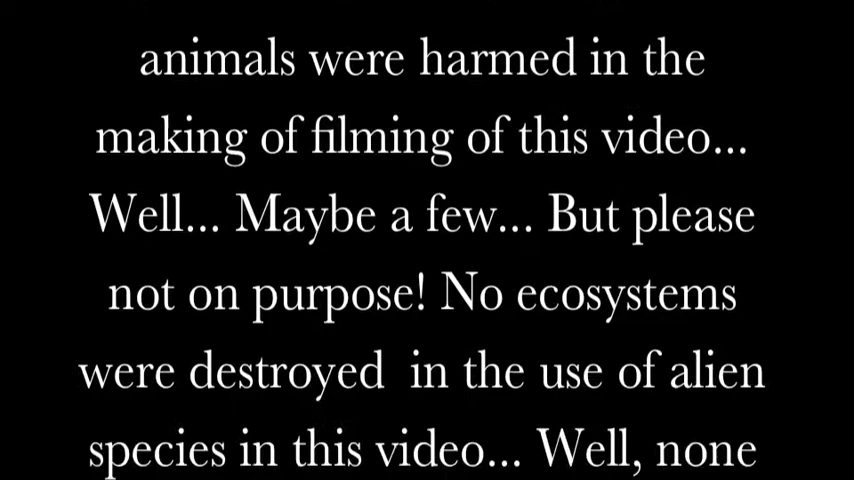 animals were harmed in the
making of filming of this video...
Well... Maybe a few... But please
not on purpose! No ecosystems
were destroyed  in the use of alien
species in this video... Well, none